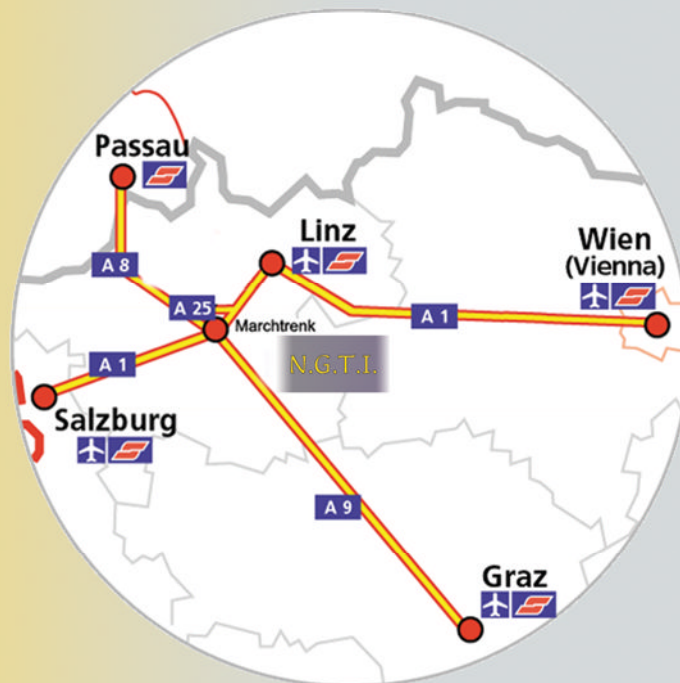 Passau
Linz
Wien
(Vienna)
A 8
A 25
Marchtrenk
A 1
A 1
N.G.T.I.
Salzburg
A 9
Graz